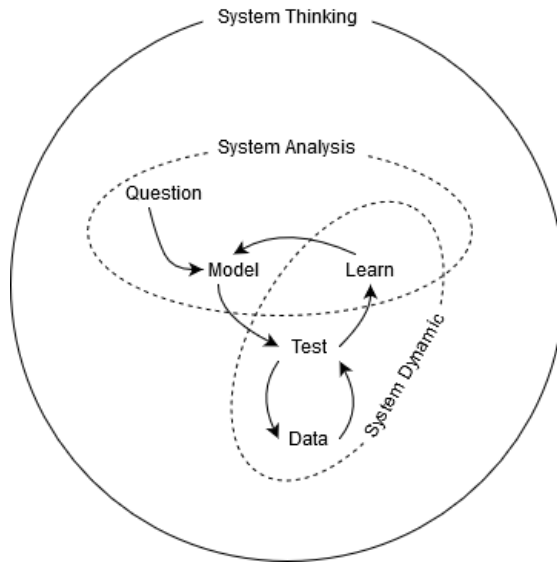 System Thinking
System Analysis
Question
Model
Learn
Test
System Dynamic
Data